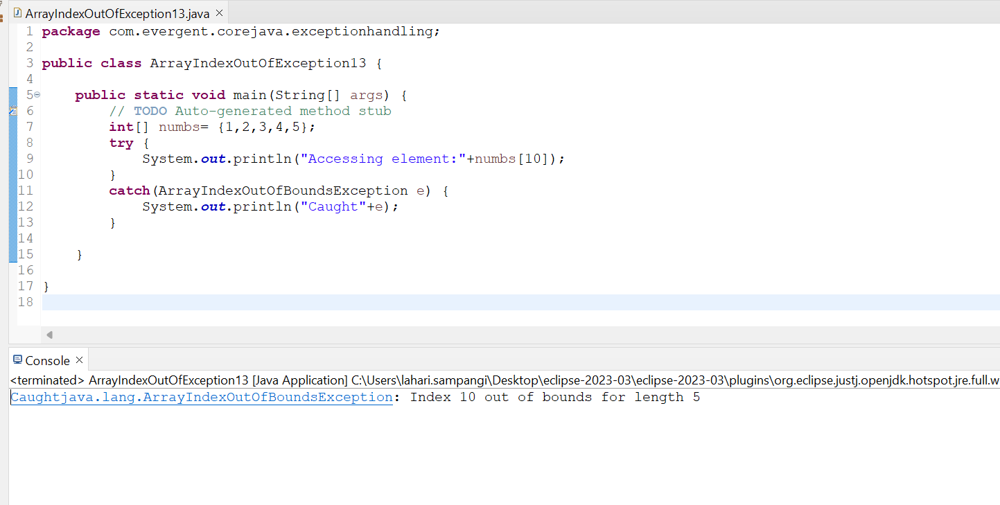 ArrayIndexOutOfException13.java
1 package com.evergent.corejava.exceptionhandling;
2
3 public class ArrayIndexOutOfException13 {
4
5     public static void main(String[] args) {
6         // TODO Auto-generated method stub
7         int[] numbs= {1,2,3,4,5};
8         try {
9             System.out.println("Accessing element:"+numbs[10]);
10         }
11         catch(ArrayIndexOutOfBoundsException e) {
12             System.out.println("Caught"+e);
13         }
14
15     }
16
17 }
18
Console
<terminated> ArrayIndexOutOfException13 [Java Application] C:\Users\lahari.sampangi\Desktop\eclipse-2023-03\eclipse-2023-03\plugins\org.eclipse.justj.openjdk.hotspot.jre.full.w
Caughtjava.lang.ArrayIndexOutOfBoundsException: Index 10 out of bounds for length 5